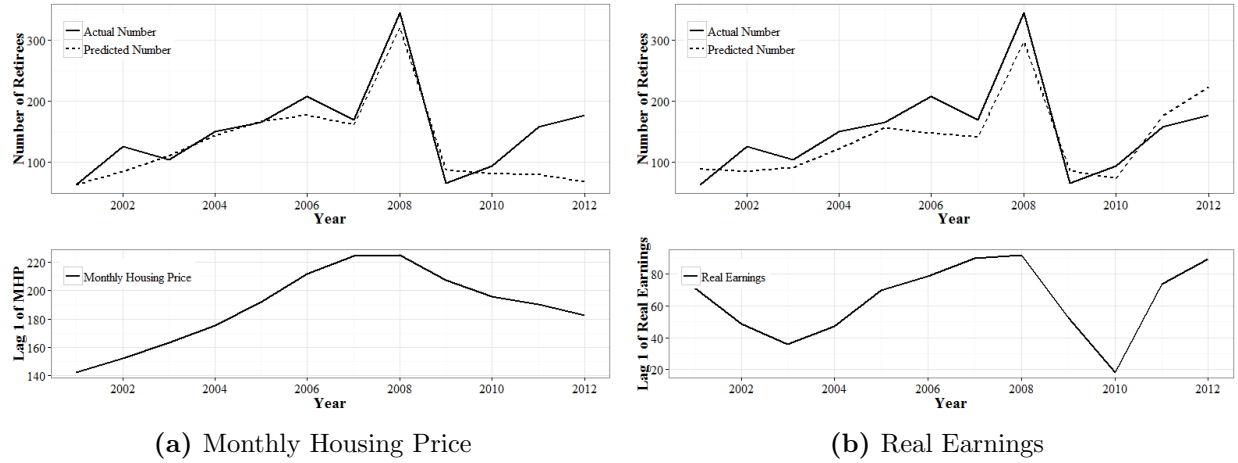 Number of Retirees
300
200
100
Actual Number
Predicted Number
2002 2004 2006 2008 2010 2012
Year
Lag 1 of MHP
220
200
180
160
140
Monthly Housing Price
2002 2004 2006 2008 2010 2012
Year
(a) Monthly Housing Price
Number of Retirees
300
200
100
Actual Number
Predicted Number
2002 2004 2006 2008 2010 2012
Year
Lag 1 of Real Earnings
80
60
40
20
Real Earnings
2002 2004 2006 2008 2010 2012
Year
(b) Real Earnings